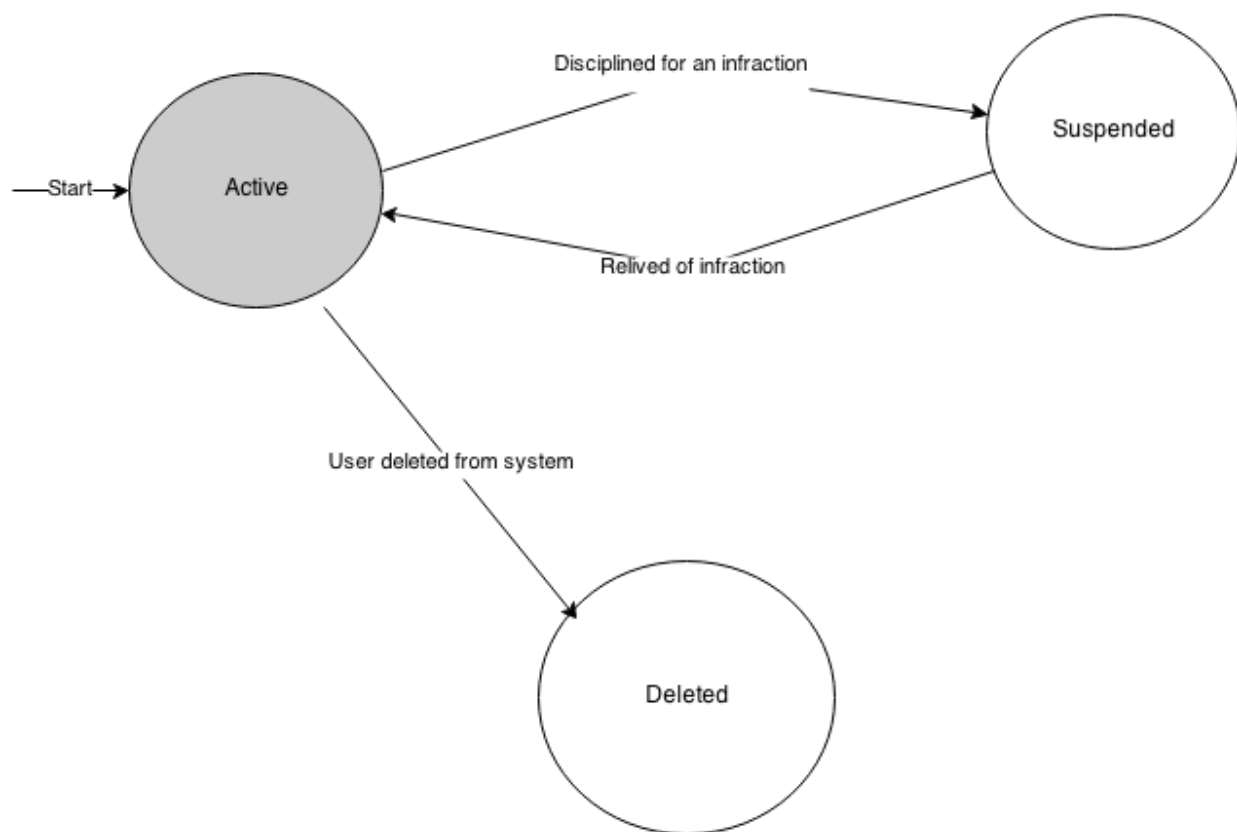 Disciplined for an infraction
Suspended
Start
Active
Relived of infraction
User deleted from system
Deleted